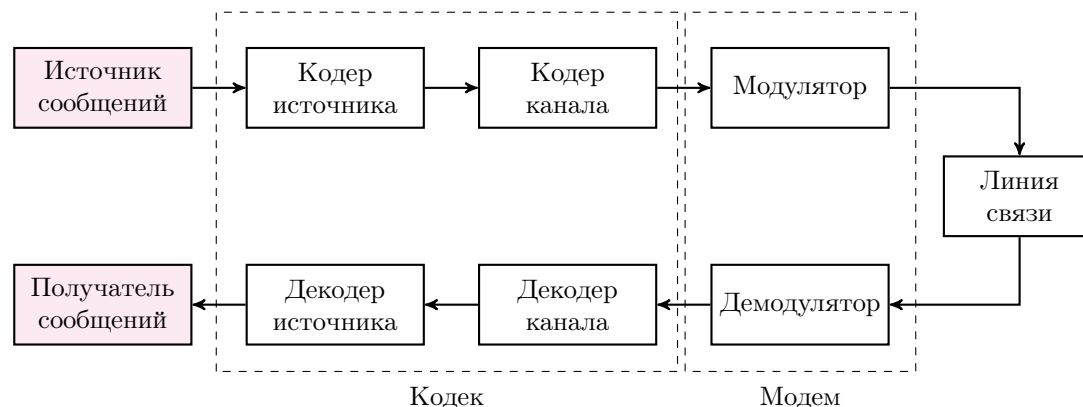 Источник
сообщений
Кодер
источника
Кодер
канала
Модулятор
Линия
связи
Получатель
сообщений
Декодер
источника
Декодер
канала
Демодулятор
Кодек
Модем